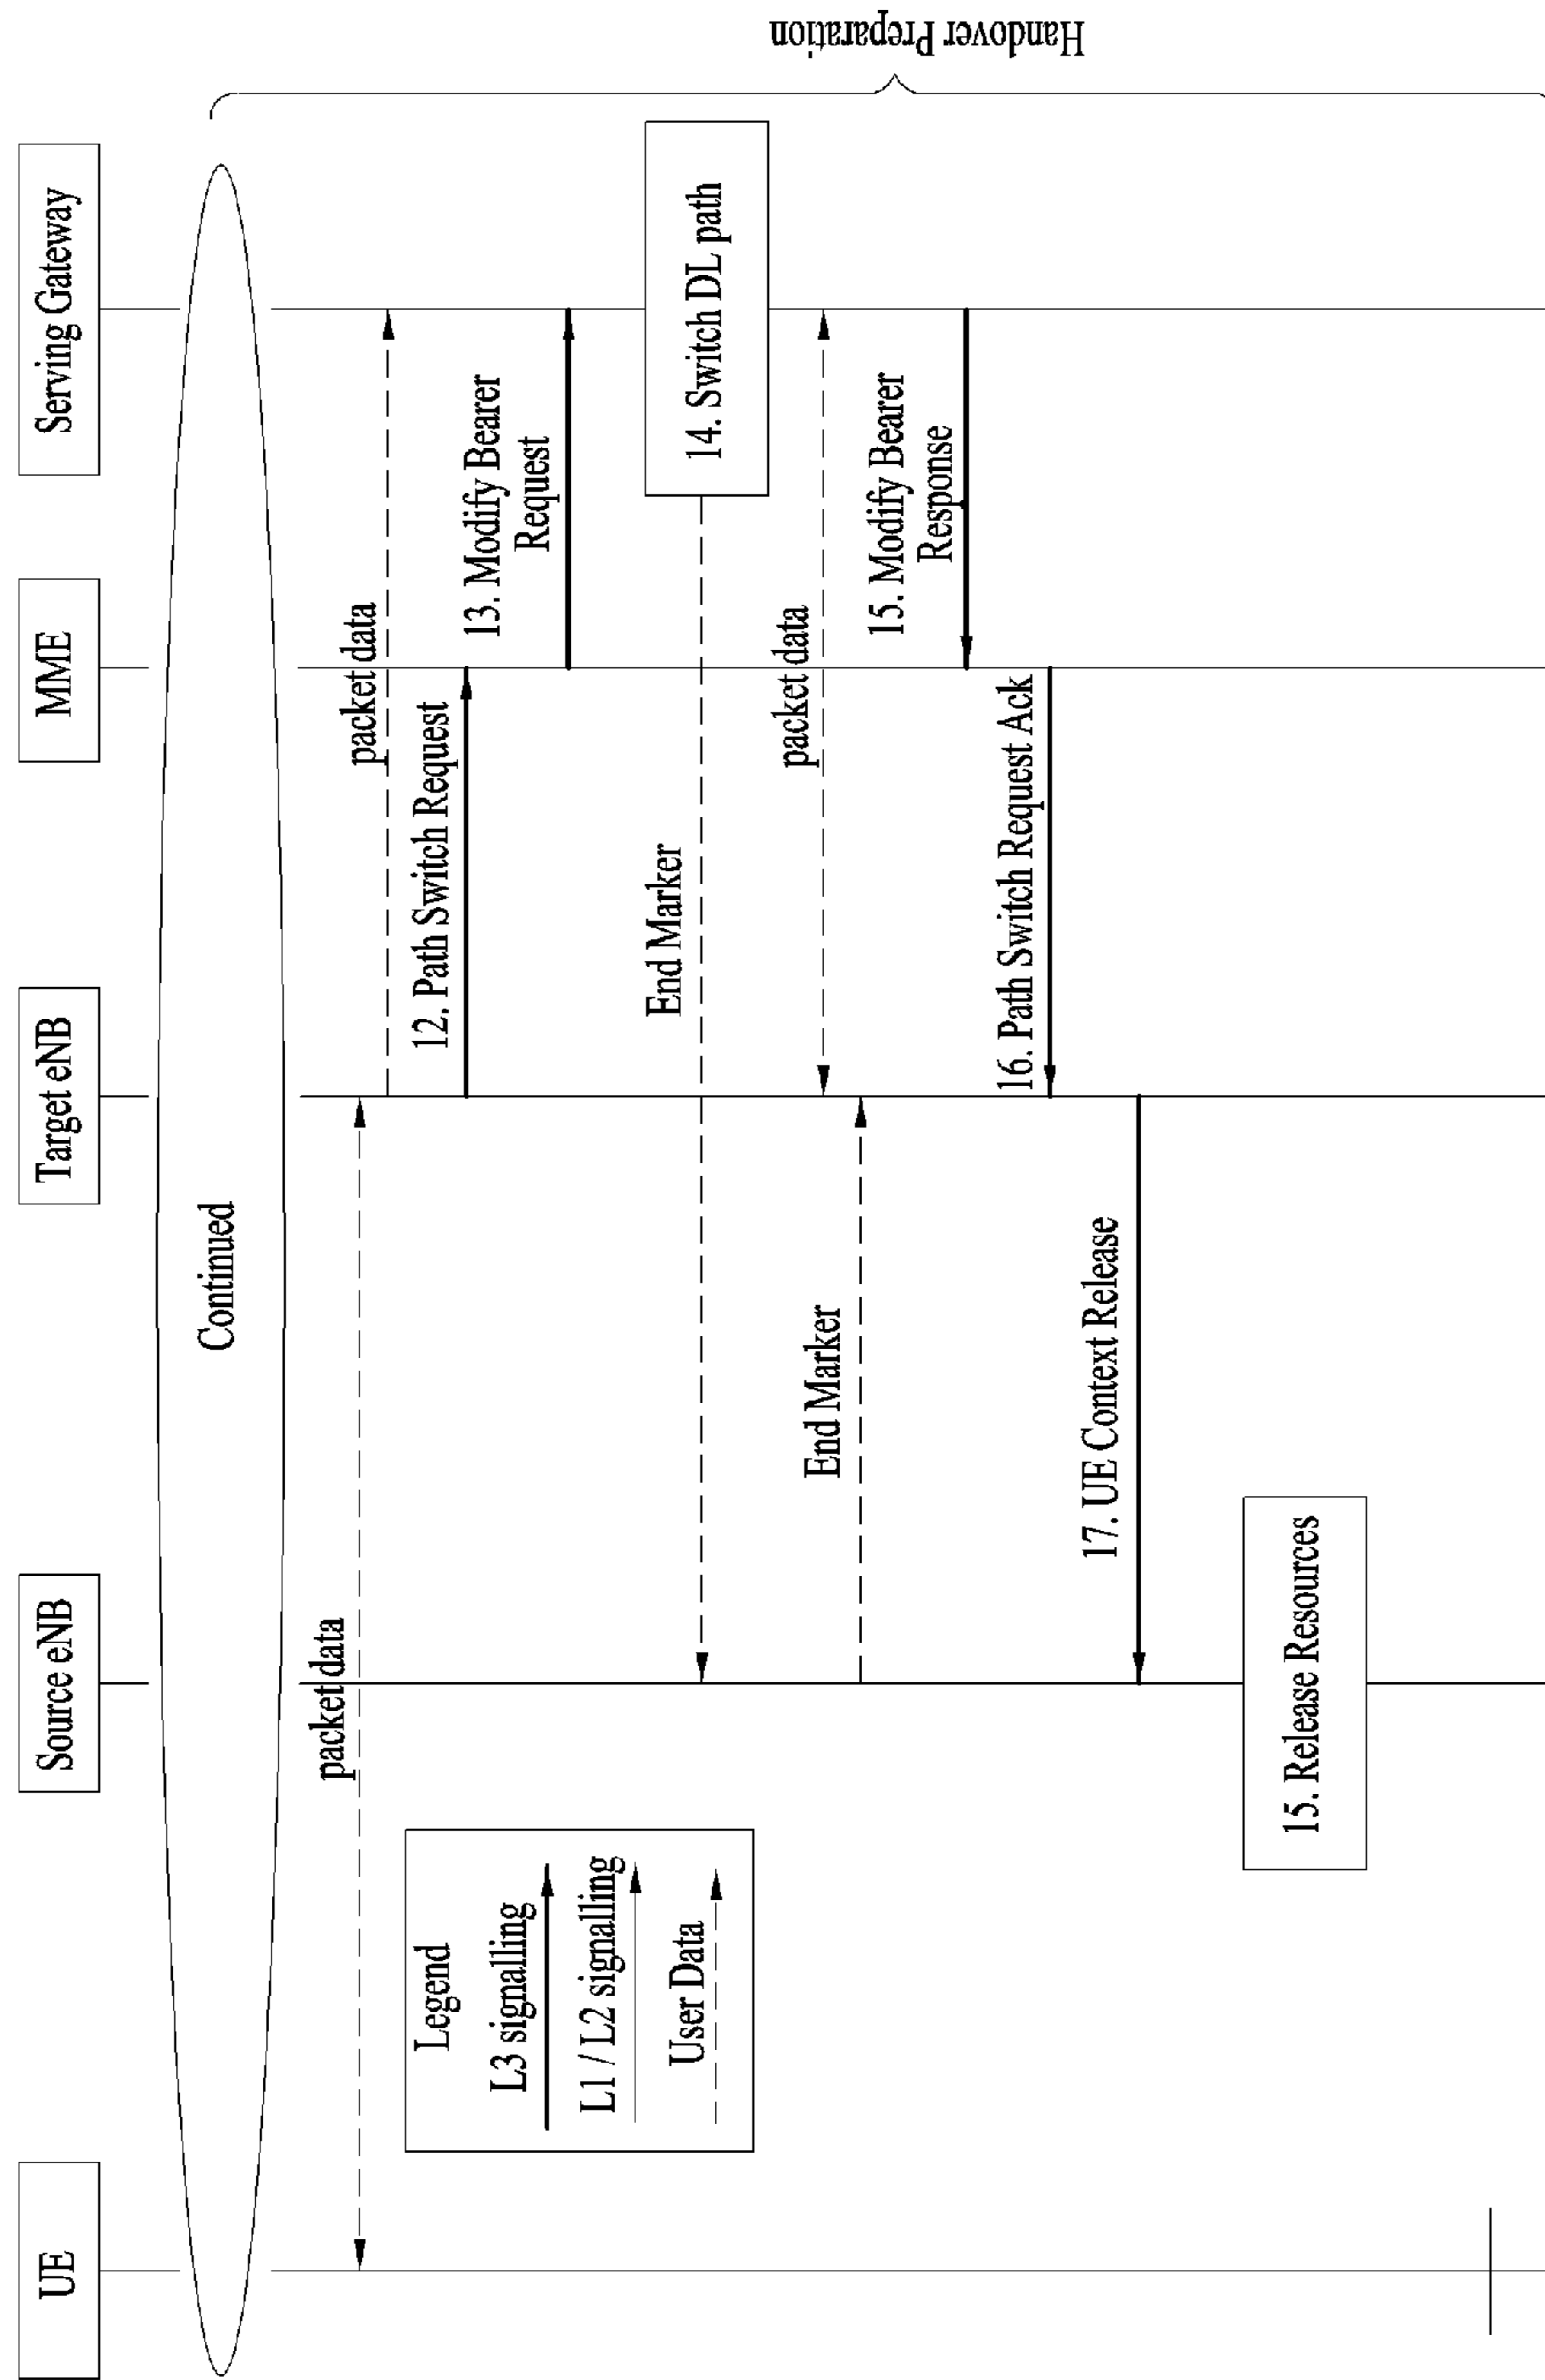 UE
Source eNB
Target eNB
MME
Serving Gateway
Continued
packet data
packet data
Legend
L3 signalling
L1 / L2 signalling
User Data
12. Path Switch Request
13. Modify Bearer
Request
14. Switch DL path
End Marker
packet data
End Marker
15. Modify Bearer
Response
16. Path Switch Request Ack
17. UE Context Release
15. Release Resources
Handover Preparation